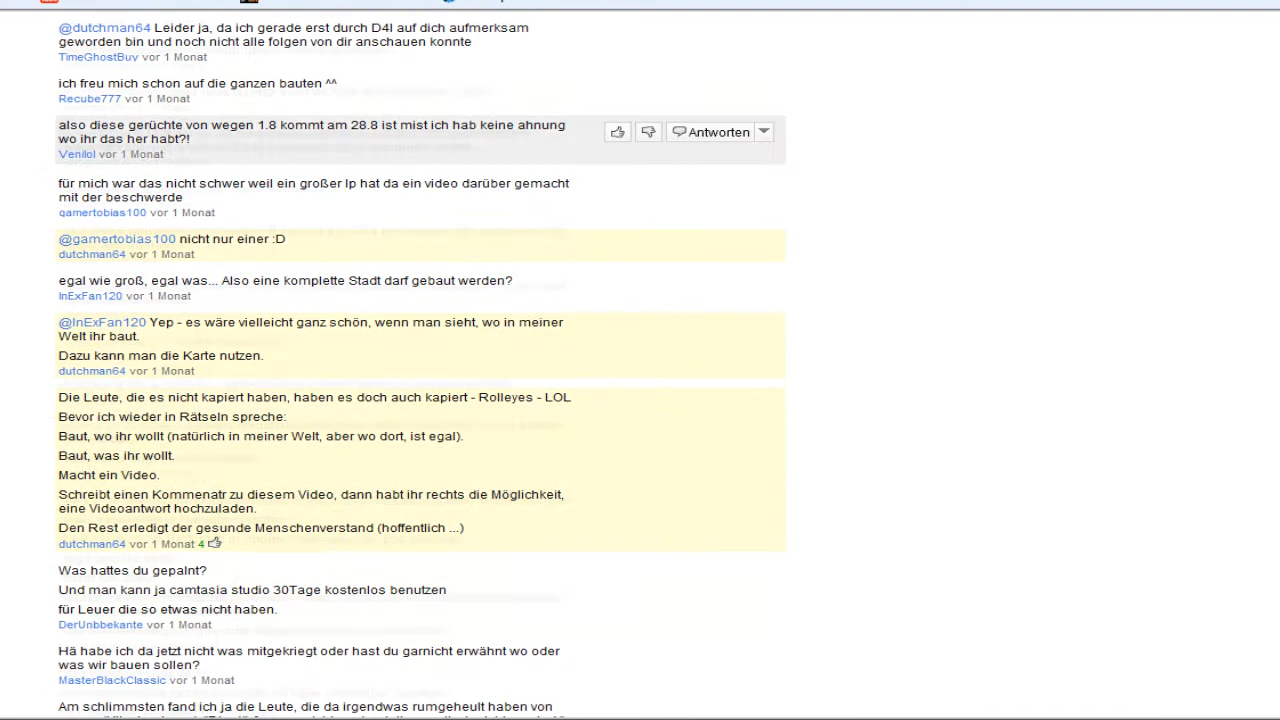 @dutchman64 Leider ja, da ich gerade erst durch D4I auf dich aufmerksam
geworden bin und noch nicht alle folgen von dir anschauen konnte
TimeGhostBuy vor 1 Monat
ich freu mich schon auf die ganzen bauten ^^
Recube777 vor 1 Monat
also diese gerüchte von wegen 1.8 kommt am 28.8 ist mist ich hab keine ahnung
wo ihr das her habt?!
Antworten
Venilol vor 1 Monat
für mich war das nicht schwer weil ein großer lp hat da ein video darüber gemacht
mit der beschwerde
gamertobias100 vor 1 Monat
@gamertobias100 nicht nur einer :D
dutchman64 vor 1 Monat
egal wie groß, egal was... Also eine komplette Stadt darf gebaut werden?
InExFan120 vor 1 Monat
@InExFan120 Yep - es wäre vielleicht ganz schön, wenn man sieht, wo in meiner
Welt ihr baut.
Dazu kann man die Karte nutzen.
dutchman64 vor 1 Monat
Die Leute, die es nicht kapiert haben, haben es doch auch kapiert - Rolleyes - LOL
Bevor ich wieder in Rätseln spreche:
Baut, wo ihr wollt (natürlich in meiner Welt, aber wo dort, ist egal).
Baut, was ihr wollt.
Macht ein Video.
Schreibt einen Kommenatr zu diesem Video, dann habt ihr rechts die Möglichkeit,
eine Videoantwort hochzuladen.
Den Rest erledigt der gesunde Menschenverstand (hoffentlich ...)
dutchman64 vor 1 Monat 4
Was hattes du gepalnt?
Und man kann ja camtasia studio 30Tage kostenlos benutzen
für Leuer die so etwas nicht haben.
DerUnbbekante vor 1 Monat
Hä habe ich da jetzt nicht was mitgekriegt oder hast du garnicht erwähnt wo oder
was wir bauen sollen?
MasterBlackClassic vor 1 Monat
Am schlimmsten fand ich ja die Leute, die da irgendwas rumgeheult haben von